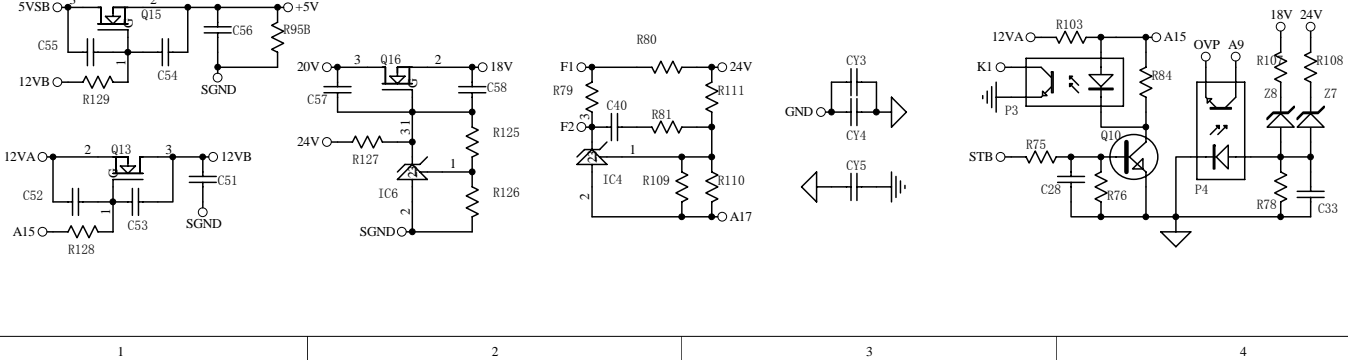 5VSB 3 2 +5V
Q15
G
C55 C54 C56 R95B
1
12VB R129 SGND
12VA 2 Q13 3 12VB
G
C52 C53 C51
1
A15 R128 SGND
20V 3 Q16 2 18V
G
C57 C58
1
3
24V R127 R125
1
2
IC6 R126
2
SGND
R80
F1 24V
R79 C40 R81 R111
3
F2
1
IC4 R109 R110
2
A17
CY3
GND
CY4
CY5
R103
12VA A15
K1
P3
R84
Q10
STB R75
C28 R76
18V 24V
OVP A9
R107 R108
Z8 Z7
P4
R78 C33
1 2 3 4